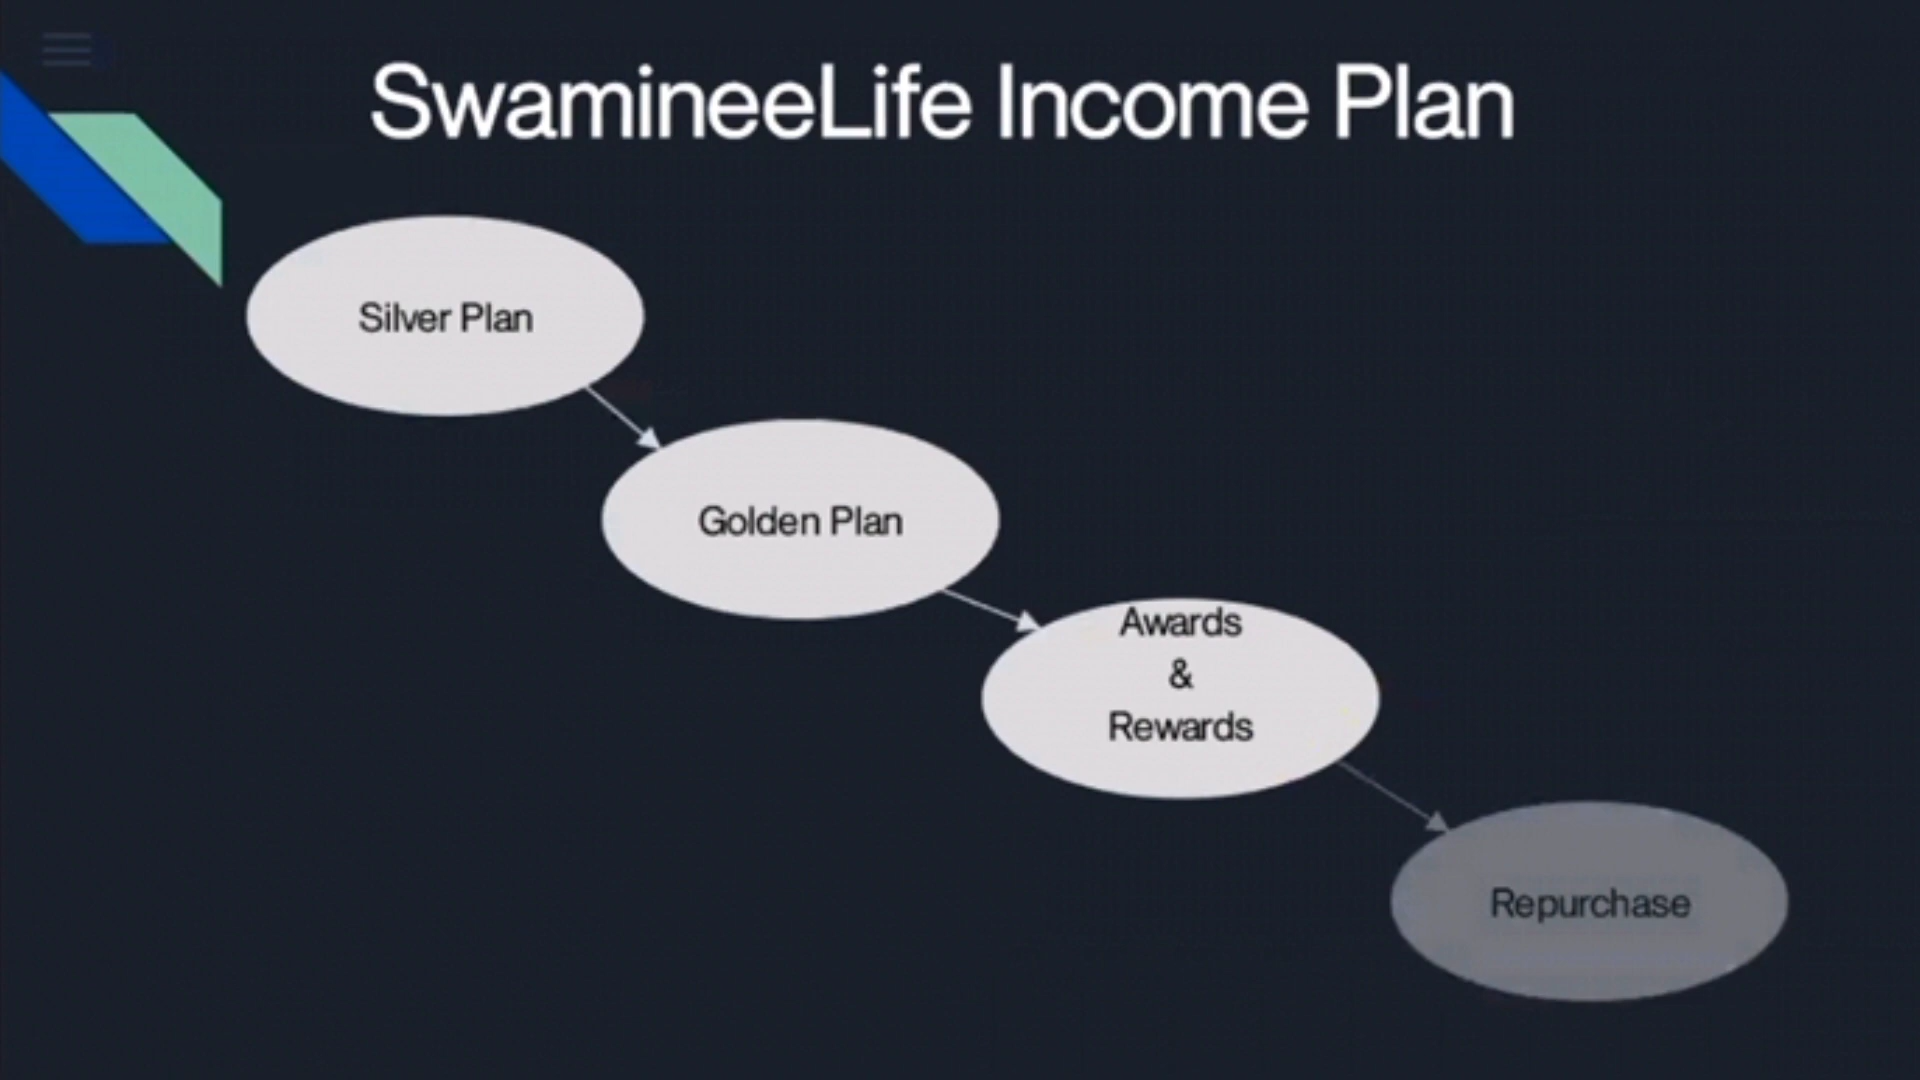 SwamineeLife Income Plan
Silver Plan
Golden Plan
Awards
&
Rewards
Repurchase